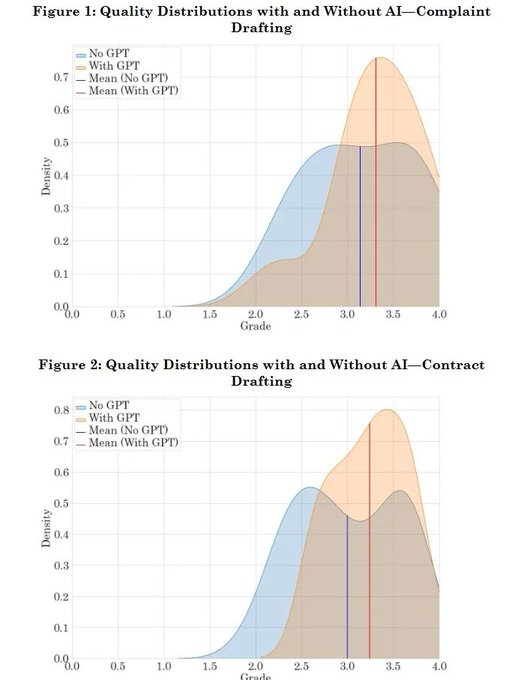 Figure 1: Quality Distributions with and Without AI—Complaint
Drafting
No GPT
With GPT
Mean (No GPT)
Mean (With GPT)
0.7
0.6
0.5
0.4
0.3
0.2
0.1
0.0
Density
0.0 0.5 1.0 1.5 2.0 2.5 3.0 3.5 4.0
Grade
Figure 2: Quality Distributions with and Without AI—Contract
Drafting
No GPT
With GPT
Mean (No GPT)
Mean (With GPT)
0.8
0.7
0.6
0.5
0.4
0.3
0.2
0.1
0.0
Density
0.0 0.5 1.0 1.5 2.0 2.5 3.0 3.5 4.0
Grade